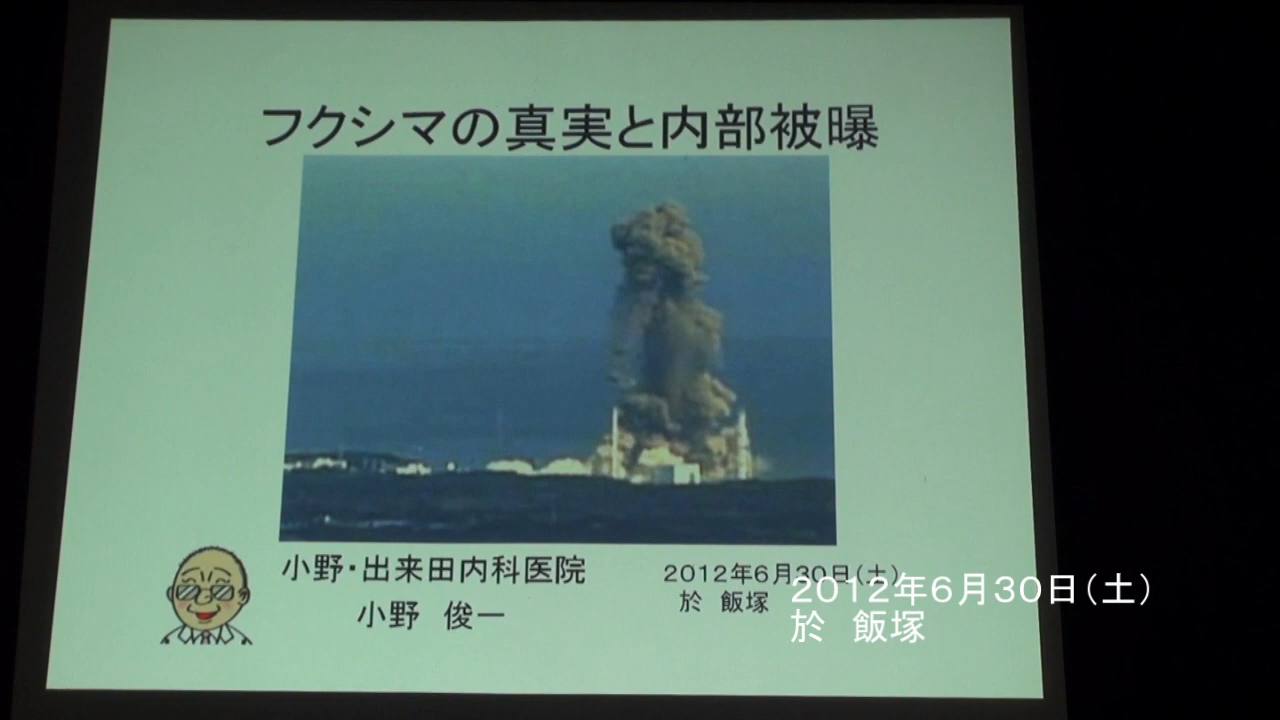 フクシマの真実と内部被曝
小野・出来田内科医院
小野　俊一
2012年6月30日(土)
於　飯塚
2012年6月30日(土)
於　飯塚